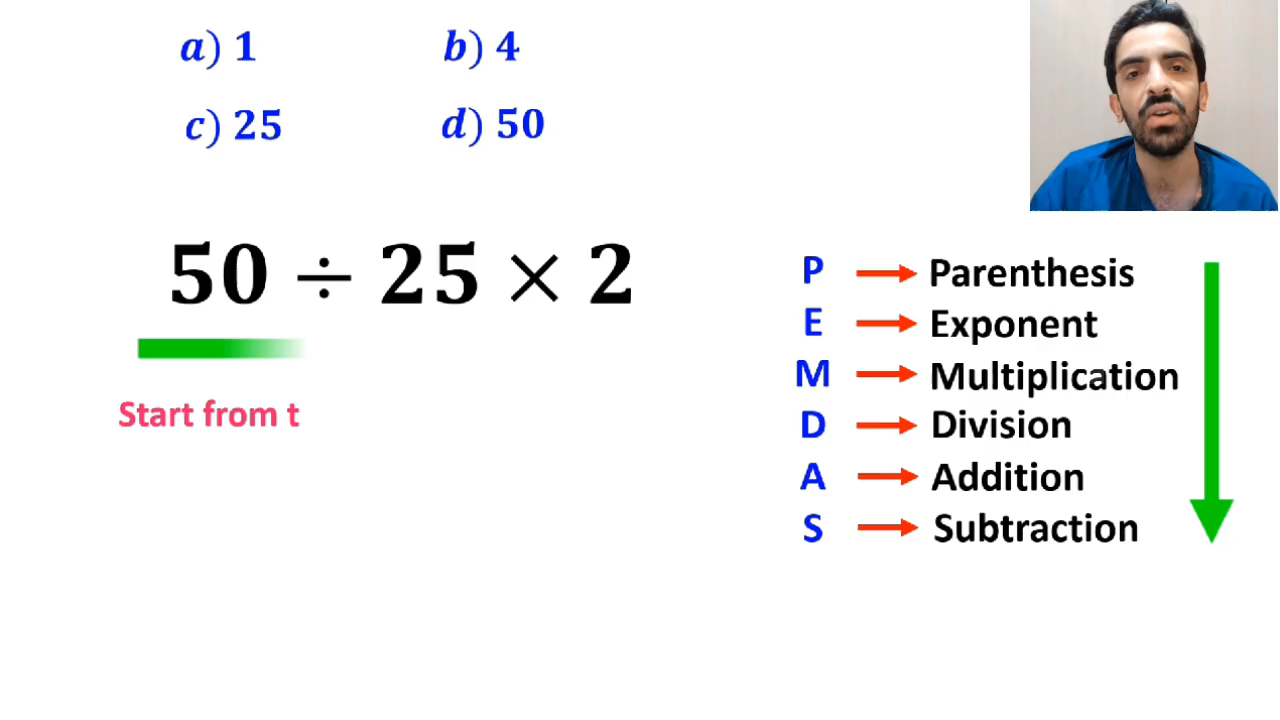 a) 1 b) 4
c) 25 d) 50
50 ÷ 25 × 2
Start from t
P Parenthesis
E Exponent
M Multiplication
D Division
A Addition
S Subtraction